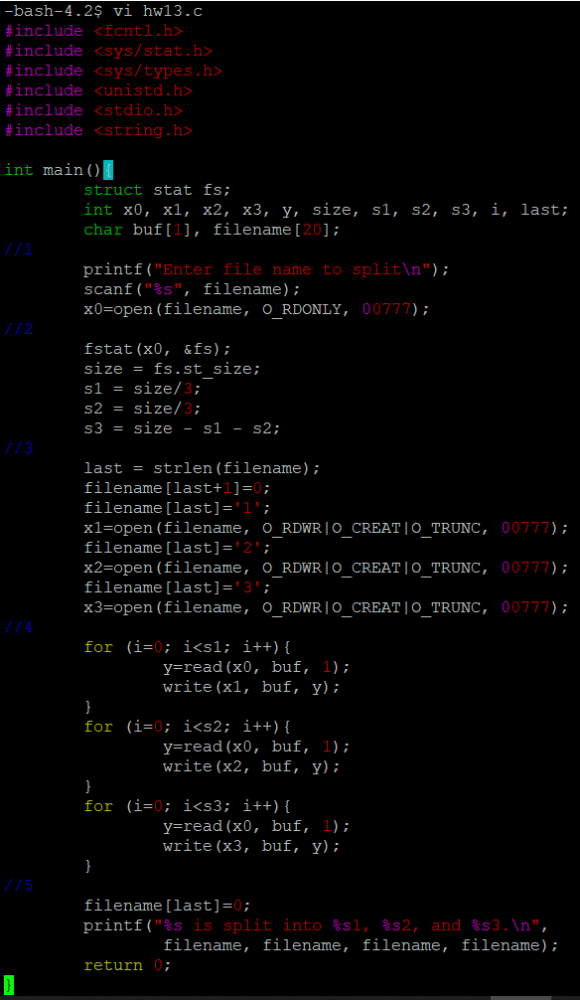 -bash-4.2$ vi hw13.c
#include <fcntl.h>
#include <sys/stat.h>
#include <sys/types.h>
#include <unistd.h>
#include <stdio.h>
#include <string.h>

int main(){
        struct stat fs;
        int x0, x1, x2, x3, y, size, s1, s2, s3, i, last;
        char buf[1], filename[20];
//1
        printf("Enter file name to split\n");
        scanf("%s", filename);
        x0=open(filename, O_RDONLY, 00777);
//2
        fstat(x0, &fs);
        size = fs.st_size;
        s1 = size/3;
        s2 = size/3;
        s3 = size - s1 - s2;
//3
        last = strlen(filename);
        filename[last+1]=0;
        filename[last]='1';
        x1=open(filename, O_RDWR|O_CREAT|O_TRUNC, 00777);
        filename[last]='2';
        x2=open(filename, O_RDWR|O_CREAT|O_TRUNC, 00777);
        filename[last]='3';
        x3=open(filename, O_RDWR|O_CREAT|O_TRUNC, 00777);
//4
        for (i=0; i<s1; i++){
                y=read(x0, buf, 1);
                write(x1, buf, y);
        }
        for (i=0; i<s2; i++){
                y=read(x0, buf, 1);
                write(x2, buf, y);
        }
        for (i=0; i<s3; i++){
                y=read(x0, buf, 1);
                write(x3, buf, y);
        }
//5
        filename[last]=0;
        printf("%s is split into %s1, %s2, and %s3.\n",
                filename, filename, filename, filename);
        return 0;
}